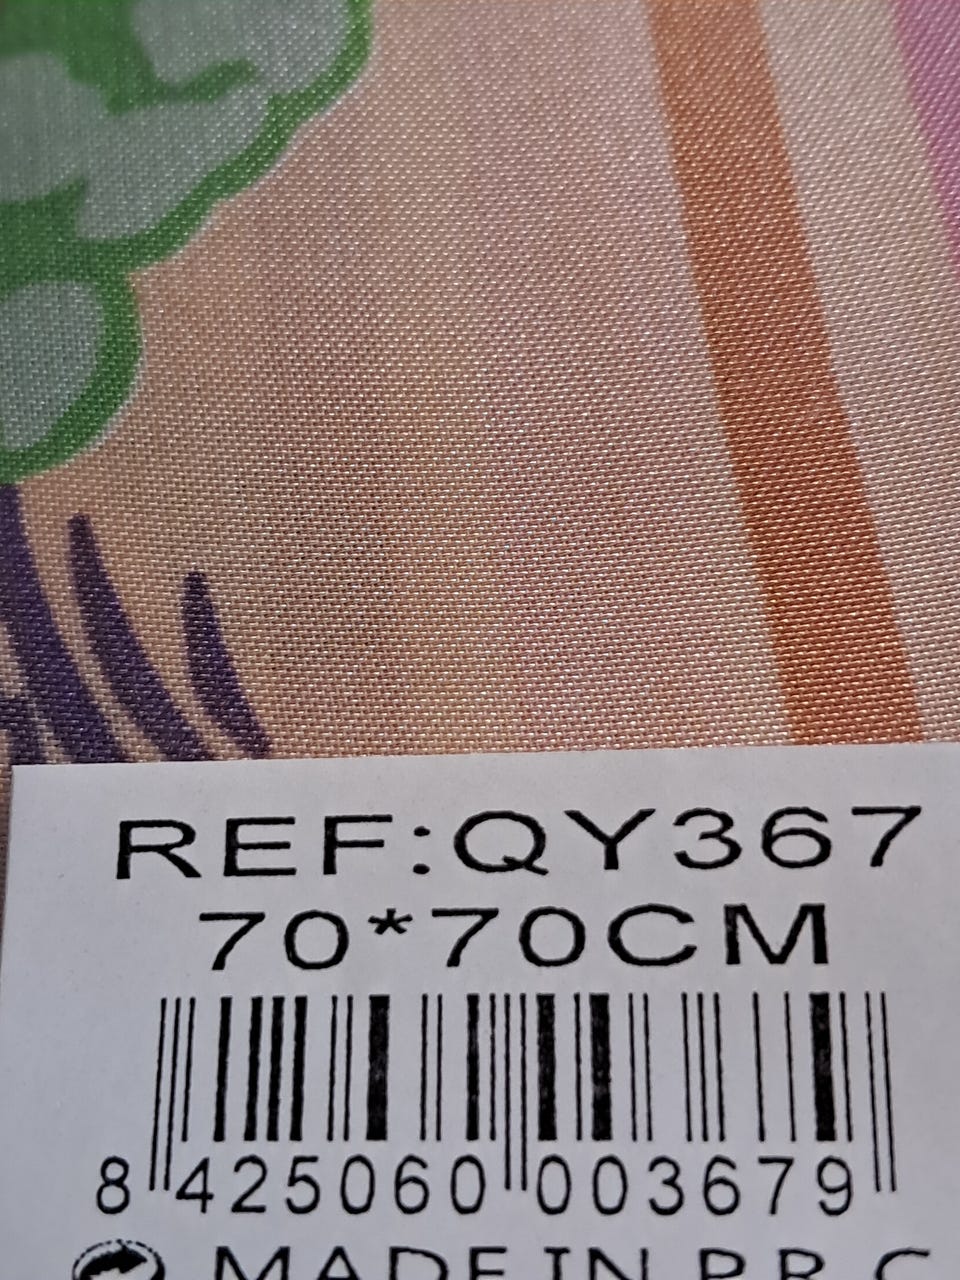 REF:QY367
70*70CM
8 425060 003679
MADE IN P.R.C